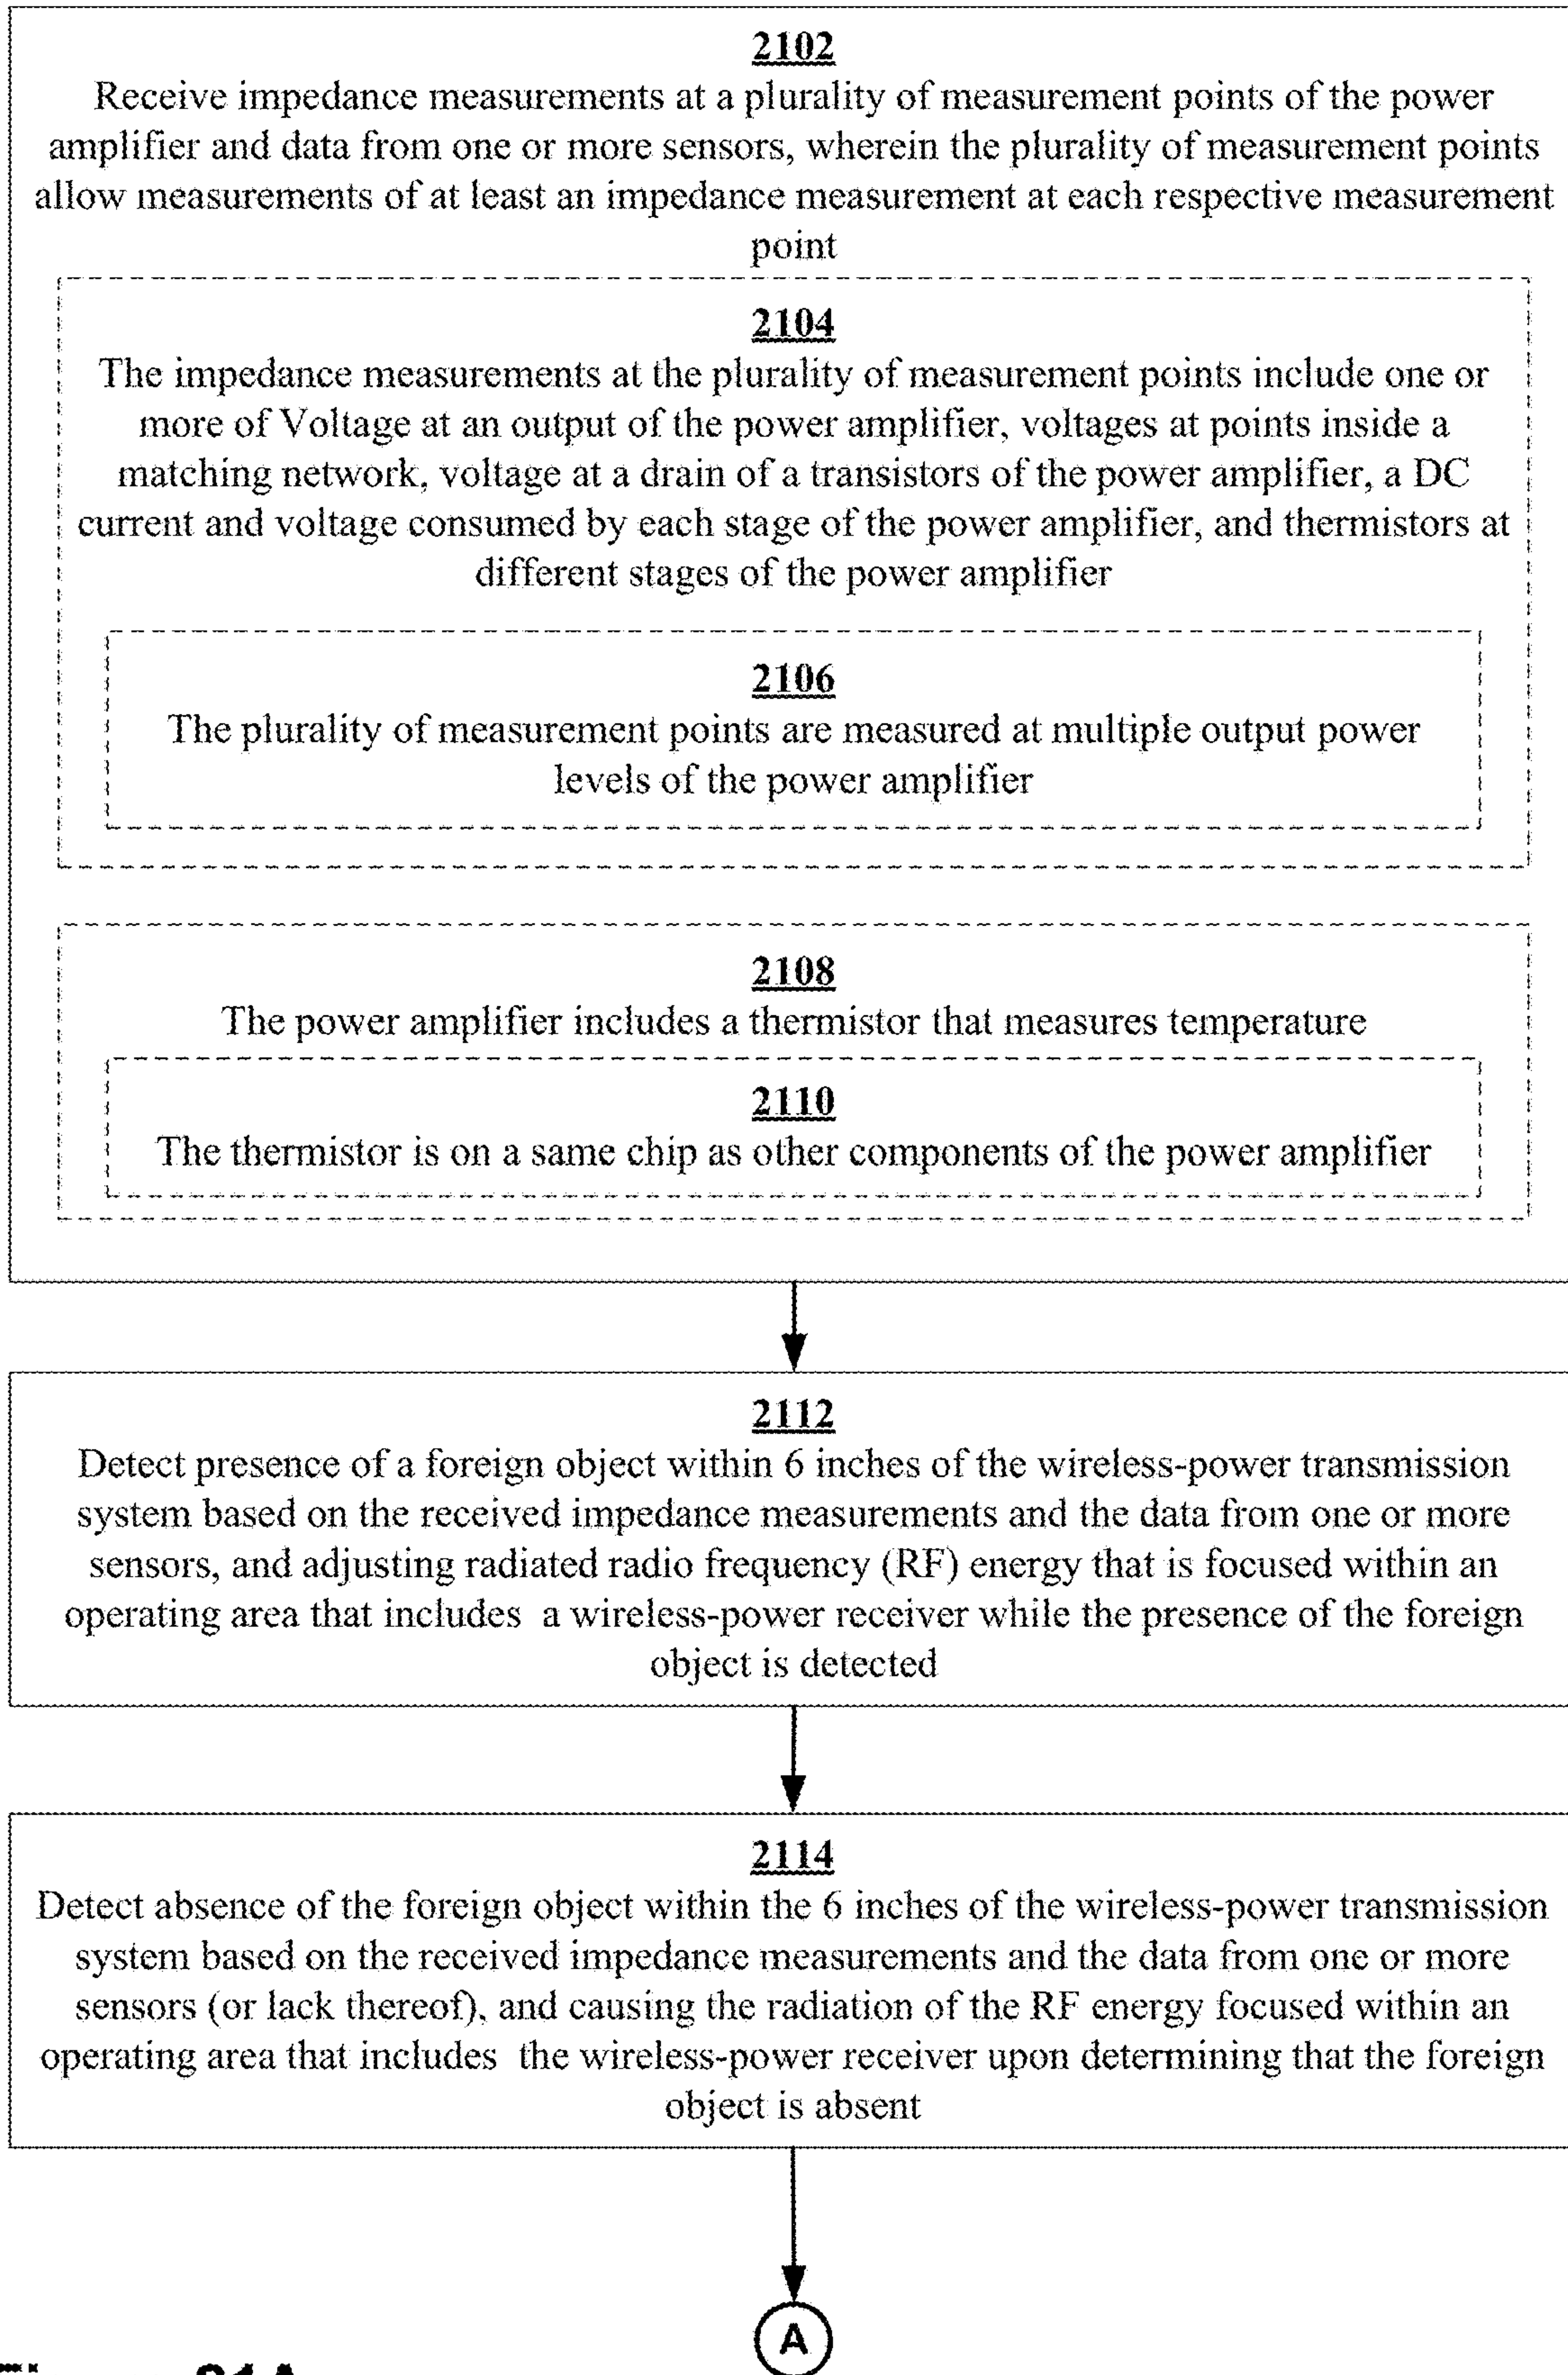 2102
Receive impedance measurements at a plurality of measurement points of the power
amplifier and data from one or more sensors, wherein the plurality of measurement points
allow measurements of at least an impedance measurement at each respective measurement
point
2104
The impedance measurements at the plurality of measurement points include one or
more of Voltage at an output of the power amplifier, voltages at points inside a
matching network, voltage at a drain of a transistors of the power amplifier, a DC
current and voltage consumed by each stage of the power amplifier, and thermistors at
different stages of the power amplifier
2106
The plurality of measurement points are measured at multiple output power
levels of the power amplifier
2108
The power amplifier includes a thermistor that measures temperature
2110
The thermistor is on a same chip as other components of the power amplifier
2112
Detect presence of a foreign object within 6 inches of the wireless-power transmission
system based on the received impedance measurements and the data from one or more
sensors, and adjusting radiated radio frequency (RF) energy that is focused within an
operating area that includes a wireless-power receiver while the presence of the foreign
object is detected
2114
Detect absence of the foreign object within the 6 inches of the wireless-power transmission
system based on the received impedance measurements and the data from one or more
sensors (or lack thereof), and causing the radiation of the RF energy focused within an
operating area that includes the wireless-power receiver upon determining that the foreign
object is absent
A